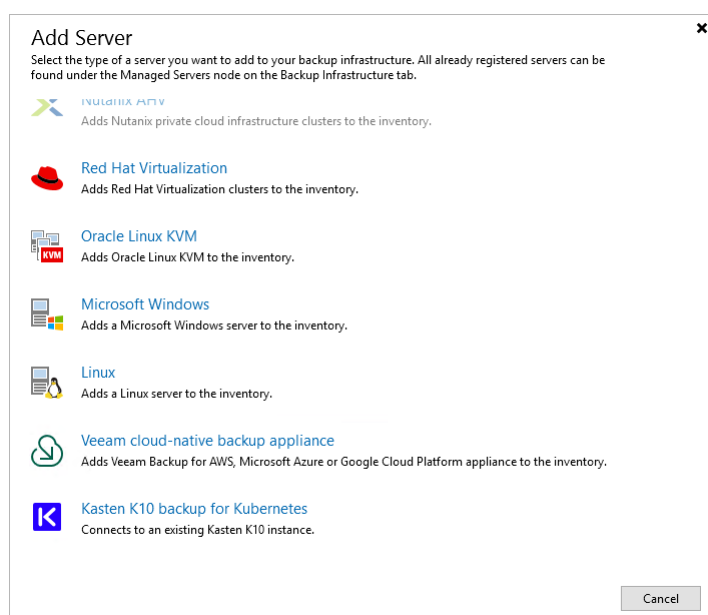 Add Server
Select the type of a server you want to add to your backup infrastructure. All already registered servers can be
found under the Managed Servers node on the Backup Infrastructure tab.
Nutanix AHV
Adds Nutanix private cloud infrastructure clusters to the inventory.
Red Hat Virtualization
Adds Red Hat Virtualization clusters to the inventory.
Oracle Linux KVM
KVM
Adds Oracle Linux KVM to the inventory.
Microsoft Windows
Adds a Microsoft Windows server to the inventory.
Linux
Adds a Linux server to the inventory.
Veeam cloud-native backup appliance
Adds Veeam Backup for AWS, Microsoft Azure or Google Cloud Platform appliance to the inventory.
Kasten K10 backup for Kubernetes
Connects to an existing Kasten K10 instance.
Cancel